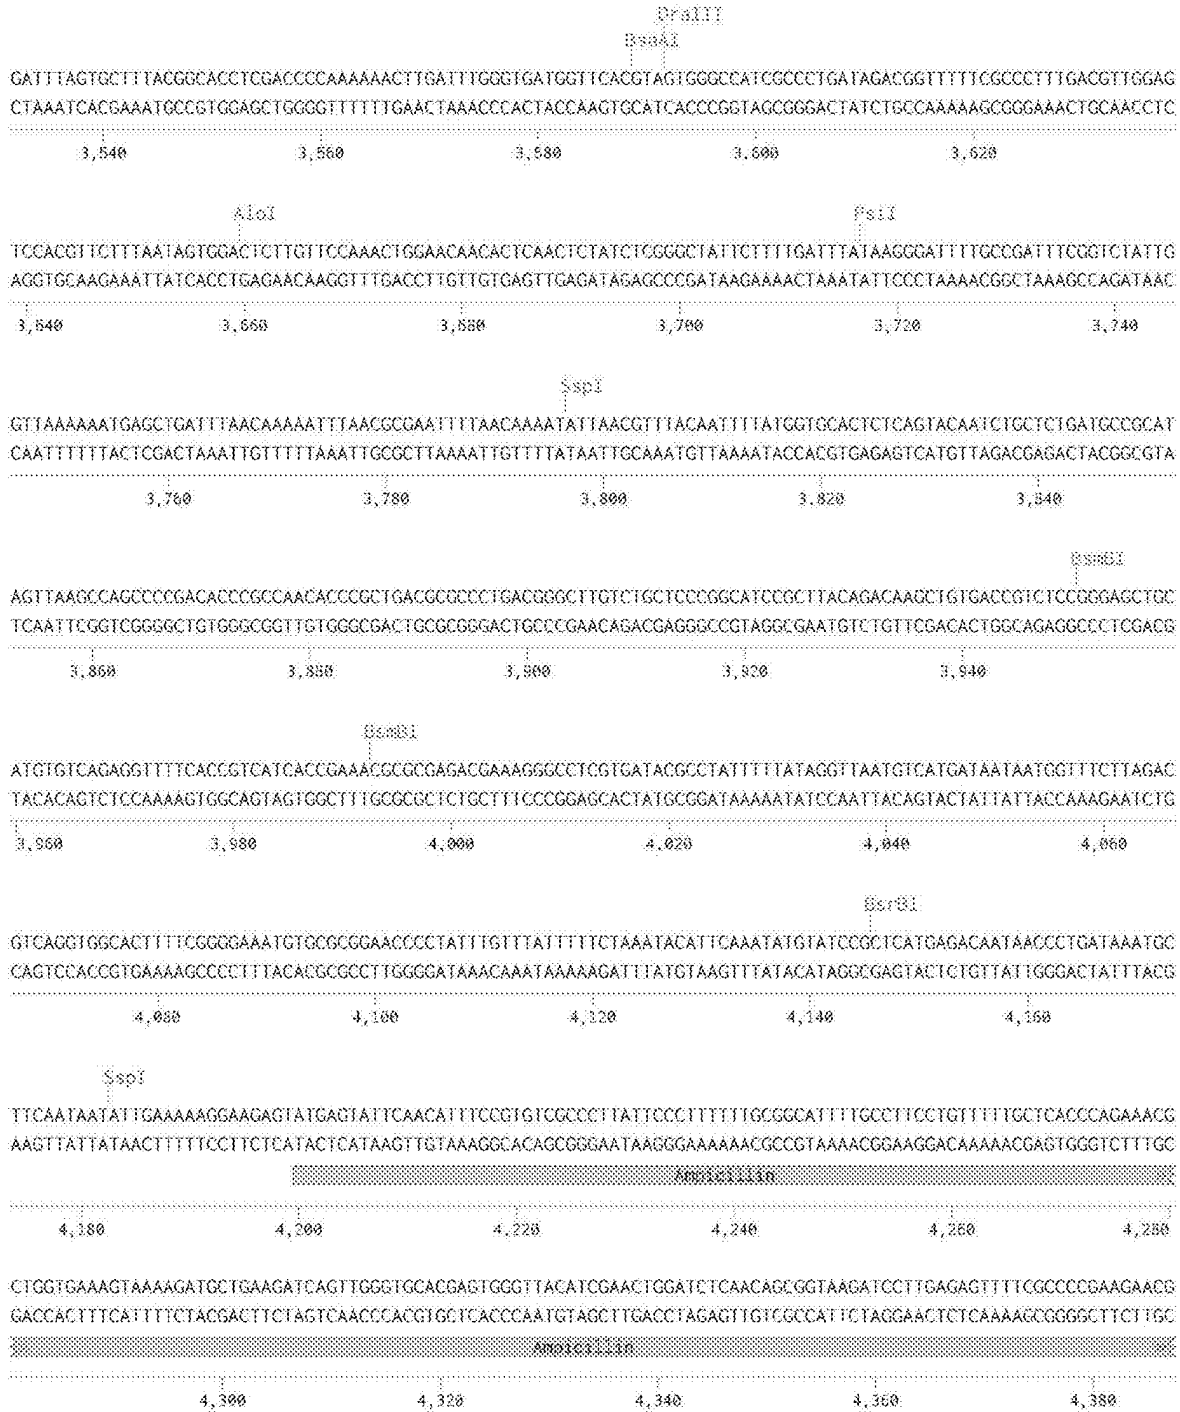 DraIII
BsaAI
GATTTAGTGCTTTACGGCACCTCGACCCCAAAAAACTTGATTTGGGTGATGGTTCACGTAGTGGGCCATCGCCCTGATAGACGGTTTTTCGCCCTTTGACGTTGGAG
CTAAATCACGAAATGCCGTGGAGCTGGGGTTTTTTGAACTAAACCCACTACCAAGTGCATCACCCGGTAGCGGGACTATCTGCCAAAAAGCGGGAAACTGCAACCTC
3,540 3,560 3,580 3,600 3,620
AloI PsiI
TCCACGTTCTTTAATAGTGGACTCTTGTTCCAAACTGGAACAACACTCAACTCTATCTCGGGCTATTCTTTTGATTTATAAGGGATTTTGCCGATTTCGGTCTATTG
AGGTGCAAGAAATTATCACCTGAGAACAAGGTTTGACCTTGTTGTGAGTTGAGATAGAGCCCGATAAGAAAACTAAATATTCCCTAAAACGGCTAAAGCCAGATAAC
3,640 3,660 3,680 3,700 3,720 3,740
SspI
GTTAAAAAATGAGCTGATTTAACAAAAATTTAACGCGAATTTTAACAAAATATTAACGTTTACAATTTTATGGTGCACTCTCAGTACAATCTGCTCTGATGCCGCAT
CAATTTTTTACTCGACTAAATTGTTTTTAAATTGCGCTTAAAATTGTTTTATAATTGCAAATGTTAAAATACCACGTGAGAGTCATGTTAGACGAGACTACGGCGTA
3,760 3,780 3,800 3,820 3,840
BsmBI
AGTTAAGCCAGCCCCGACACCCGCCAACACCCGCTGACGCGCCCTGACGGGCTTGTCTGCTCCCGGCATCCGCTTACAGACAAGCTGTGACCGTCTCCGGGAGCTGC
TCAATTCGGTCGGGGCTGTGGGCGGTTGTGGGCGACTGCGCGGGACTGCCCGAACAGACGAGGGCCGTAGGCGAATGTCTGTTCGACACTGGCAGAGGCCCTCGACG
3,860 3,880 3,900 3,920 3,940
BsmBI
ATGTGTCAGAGGTTTTCACCGTCATCACCGAAACGCGCGAGACGAAAGGGCCTCGTGATACGCCTATTTTTATAGGTTAATGTCATGATAATAATGGTTTCTTAGAC
TACACAGTCTCCAAAAGTGGCAGTAGTGGCTTTGCGCGCTCTGCTTTCCCGGAGCACTATGCGGATAAAAATATCCAATTACAGTACTATTATTACCAAAGAATCTG
3,960 3,980 4,000 4,020 4,040 4,060
BsrBI
GTCAGGTGGCACTTTTCGGGGAAATGTGCGCGGAACCCCTATTTGTTTATTTTTCTAAATACATTCAAATATGTATCCGCTCATGAGACAATAACCCTGATAAATGC
CAGTCCACCGTGAAAAGCCCCTTTACACGCGCCTTGGGGATAAACAAATAAAAAGATTTATGTAAGTTTATACATAGGCGAGTACTCTGTTATTGGGACTATTTACG
4,080 4,100 4,120 4,140 4,160
SspI
TTCAATAATATTGAAAAAGGAAGAGTATGAGTATTCAACATTTCCGTGTCGCCCTTATTCCCTTTTTTGCGGCATTTTGCCTTCCTGTTTTTGCTCACCCAGAAACG
AAGTTATTATAACTTTTTCCTTCTCATACTCATAAGTTGTAAAGGCACAGCGGGAATAAGGGAAAAAACGCCGTAAAACGGAAGGACAAAAACGAGTGGGTCTTTGC
Ampicillin
4,180 4,200 4,220 4,240 4,260 4,280
CTGGTGAAAGTAAAAGATGCTGAAGATCAGTTGGGTGCACGAGTGGGTTACATCGAACTGGATCTCAACAGCGGTAAGATCCTTGAGAGTTTTCGCCCCGAAGAACG
GACCACTTTCATTTTCTACGACTTCTAGTCAACCCACGTGCTCACCCAATGTAGCTTGACCTAGAGTTGTCGCCATTCTAGGAACTCTCAAAAGCGGGGCTTCTTGC
Ampicillin
4,300 4,320 4,340 4,360 4,380